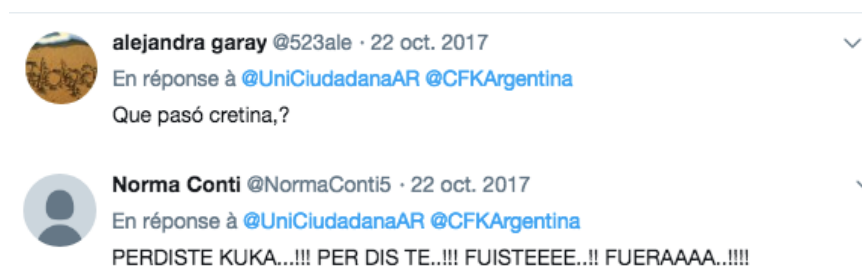 alejandra garay @523ale · 22 oct. 2017
En réponse à @UniCiudadanaAR @CFKArgentina
Que pasó cretina,?
Norma Conti @NormaConti5 · 22 oct. 2017
En réponse à @UniCiudadanaAR @CFKArgentina
PERDISTE KUKA...!!! PER DIS TE..!!! FUISTEEEE..!! FUERAAAA..!!!!